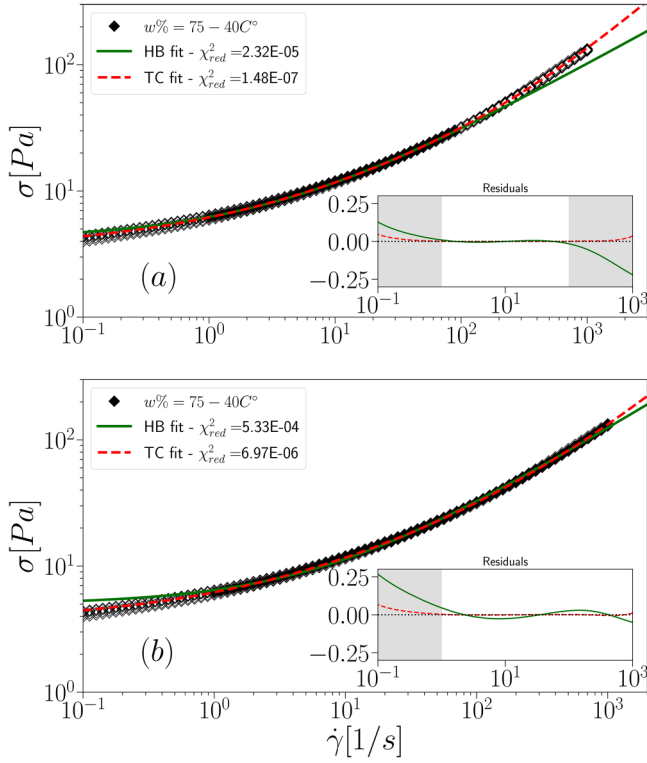 σ[Pa]
10²
10¹
10⁰
w% = 75 − 40C°
HB fit - χ²red =2.32E-05
TC fit - χ²red =1.48E-07
Residuals
0.25
0.00
−0.25
10⁻¹ 10¹ 10³
(a)
10⁻¹ 10⁰ 10¹ 10² 10³
σ[Pa]
10²
10¹
10⁰
w% = 75 − 40C°
HB fit - χ²red =5.33E-04
TC fit - χ²red =6.97E-06
Residuals
0.25
0.00
−0.25
10⁻¹ 10¹ 10³
(b)
10⁻¹ 10⁰ 10¹ 10² 10³
γ̇[1/s]